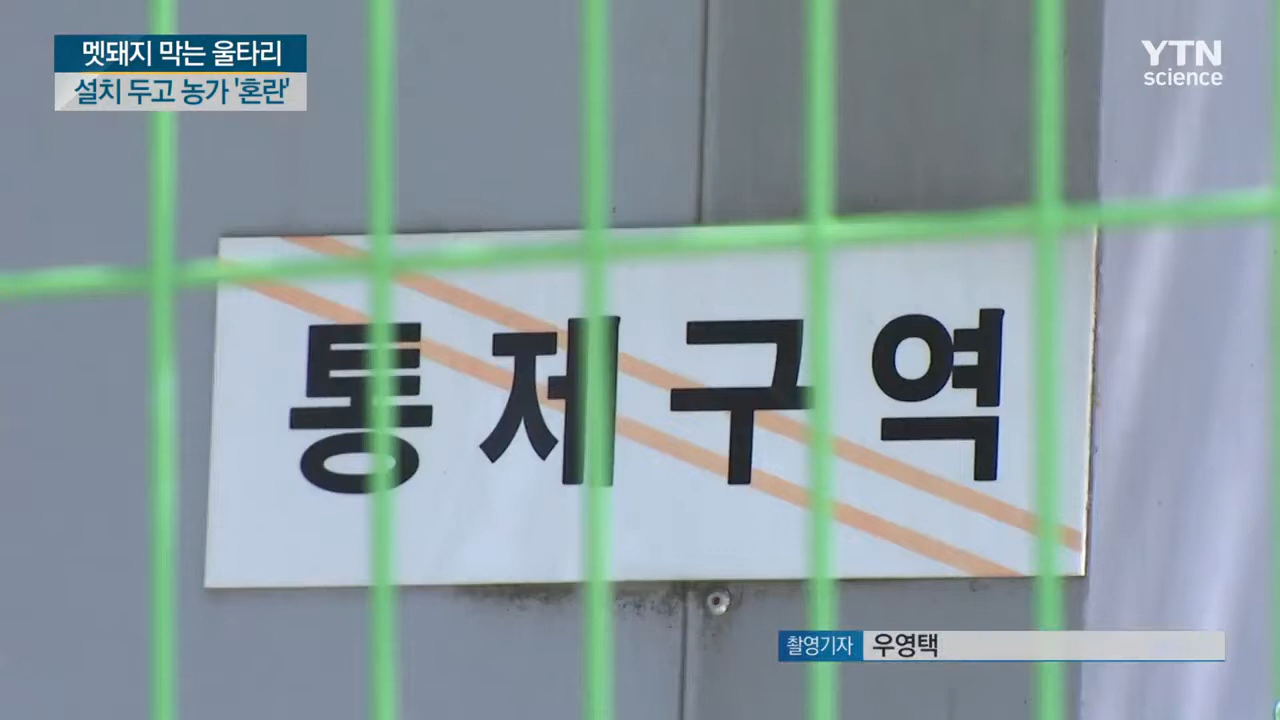 멧돼지 막는 울타리
설치 두고 농가 '혼란'
YTN
science
통제구역
촬영기자 우영택